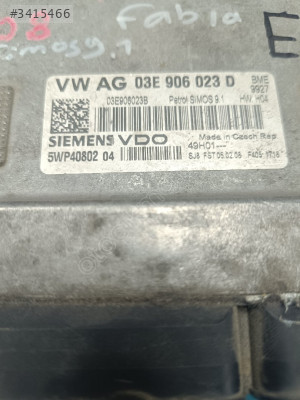 #3415466
08 Fabia E
Simos9.1
VW AG 03E 906 023 D BME
9927
03E906023B Petrol SIMOS 9.1 HW H04
SIEMENS VDO Made in Czech Rep.
49H01---
5WP40802 04